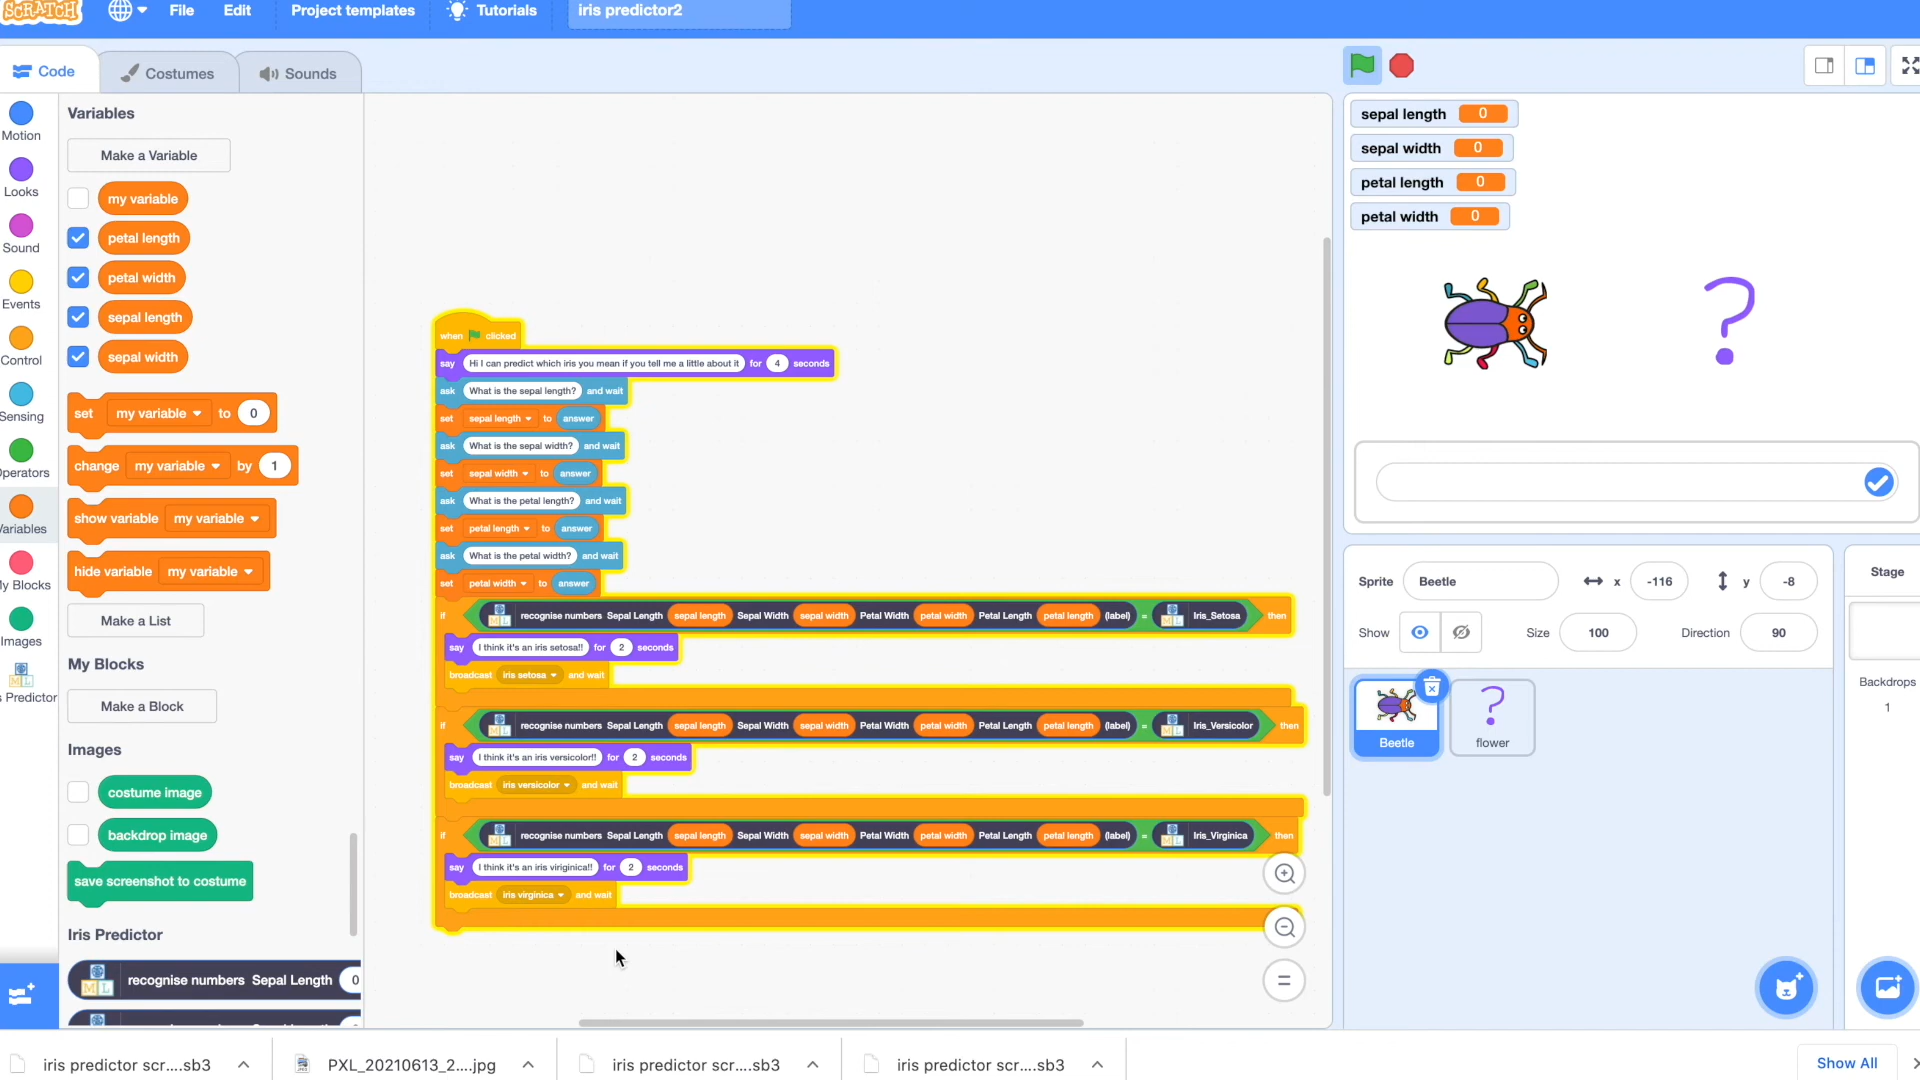 SCRATCH File Edit Project templates Tutorials iris predictor2
Code Costumes Sounds
Motion
Looks
Sound
Events
Control
Sensing
Operators
Variables
My Blocks
Images
s Predictor
Variables
Make a Variable
my variable
petal length
petal width
sepal length
sepal width
set my variable to 0
change my variable by 1
show variable my variable
hide variable my variable
Make a List
My Blocks
Make a Block
Images
costume image
backdrop image
save screenshot to costume
Iris Predictor
ML recognise numbers Sepal Length 0
when clicked
say Hi I can predict which iris you mean if you tell me a little about it for 4 seconds
ask What is the sepal length? and wait
set sepal length to answer
ask What is the sepal width? and wait
set sepal width to answer
ask What is the petal length? and wait
set petal length to answer
ask What is the petal width? and wait
set petal width to answer
if ML recognise numbers Sepal Length sepal length Sepal Width sepal width Petal Width petal width Petal Length petal length (label) = ML Iris_Setosa then
say I think it's an iris setosa!! for 2 seconds
broadcast iris setosa and wait
if ML recognise numbers Sepal Length sepal length Sepal Width sepal width Petal Width petal width Petal Length petal length (label) = ML Iris_Versicolor then
say I think it's an iris versicolor!! for 2 seconds
broadcast iris versicolor and wait
if ML recognise numbers Sepal Length sepal length Sepal Width sepal width Petal Width petal width Petal Length petal length (label) = ML Iris_Virginica then
say I think it's an iris viriginica!! for 2 seconds
broadcast iris virginica and wait
sepal length 0
sepal width 0
petal length 0
petal width 0
?
Sprite Beetle x -116 y -8
Show Size 100 Direction 90
Beetle
flower
Stage
Backdrops
1
iris predictor scr....sb3 PXL_20210613_2....jpg iris predictor scr....sb3 iris predictor scr....sb3 Show All